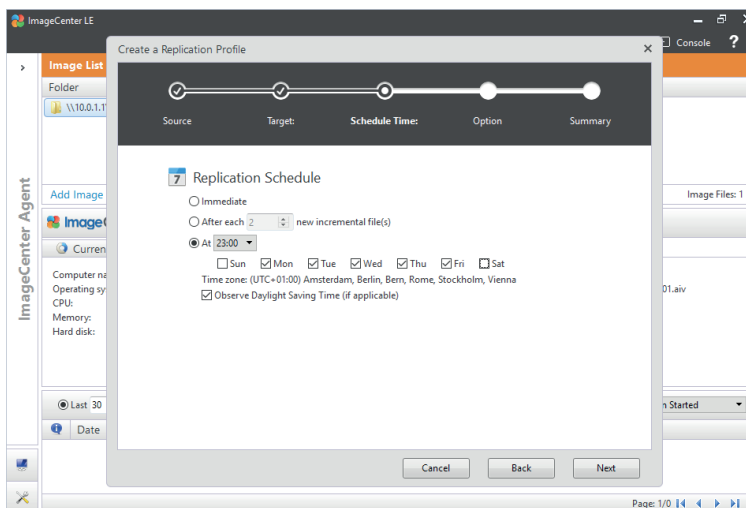 ImageCenter LE
Console ?
Create a Replication Profile
Image List
Folder
\\10.0.1.1
Source Target: Schedule Time: Option Summary
7 Replication Schedule
Immediate
After each 2 new incremental file(s)
At 23:00
Sun Mon Tue Wed Thu Fri Sat
Time zone: (UTC+01:00) Amsterdam, Berlin, Bern, Rome, Stockholm, Vienna
Observe Daylight Saving Time (if applicable)
Add Image
Image Files: 1
Image
Curren
Computer na
Operating sy
01.aiv
CPU:
Memory:
Hard disk:
ImageCenter Agent
Last 30
n Started
Date
Cancel Back Next
Page: 1/0